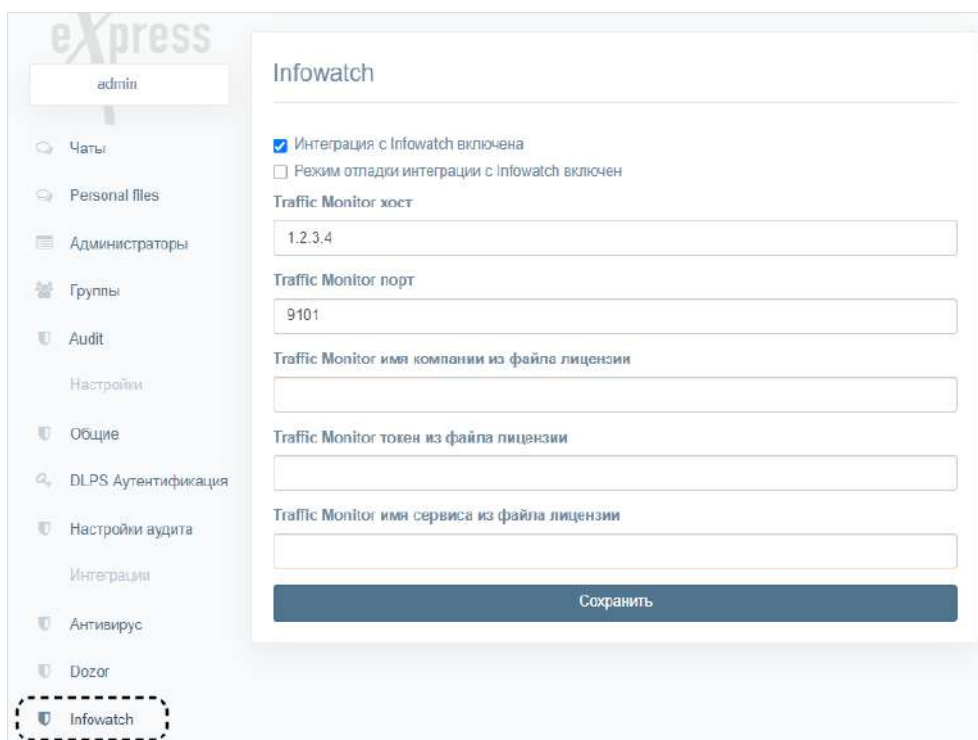 eXpress
admin
Чаты
Personal files
Администраторы
Группы
Audit
Настройки
Общие
DLPS Аутентификация
Настройки аудита
Интеграции
Антивирус
Dozor
Infowatch
Infowatch
Интеграция с Infowatch включена
Режим отладки интеграции с Infowatch включен
Traffic Monitor хост
1.2.3.4
Traffic Monitor порт
9101
Traffic Monitor имя компании из файла лицензии
Traffic Monitor токен из файла лицензии
Traffic Monitor имя сервиса из файла лицензии
Сохранить